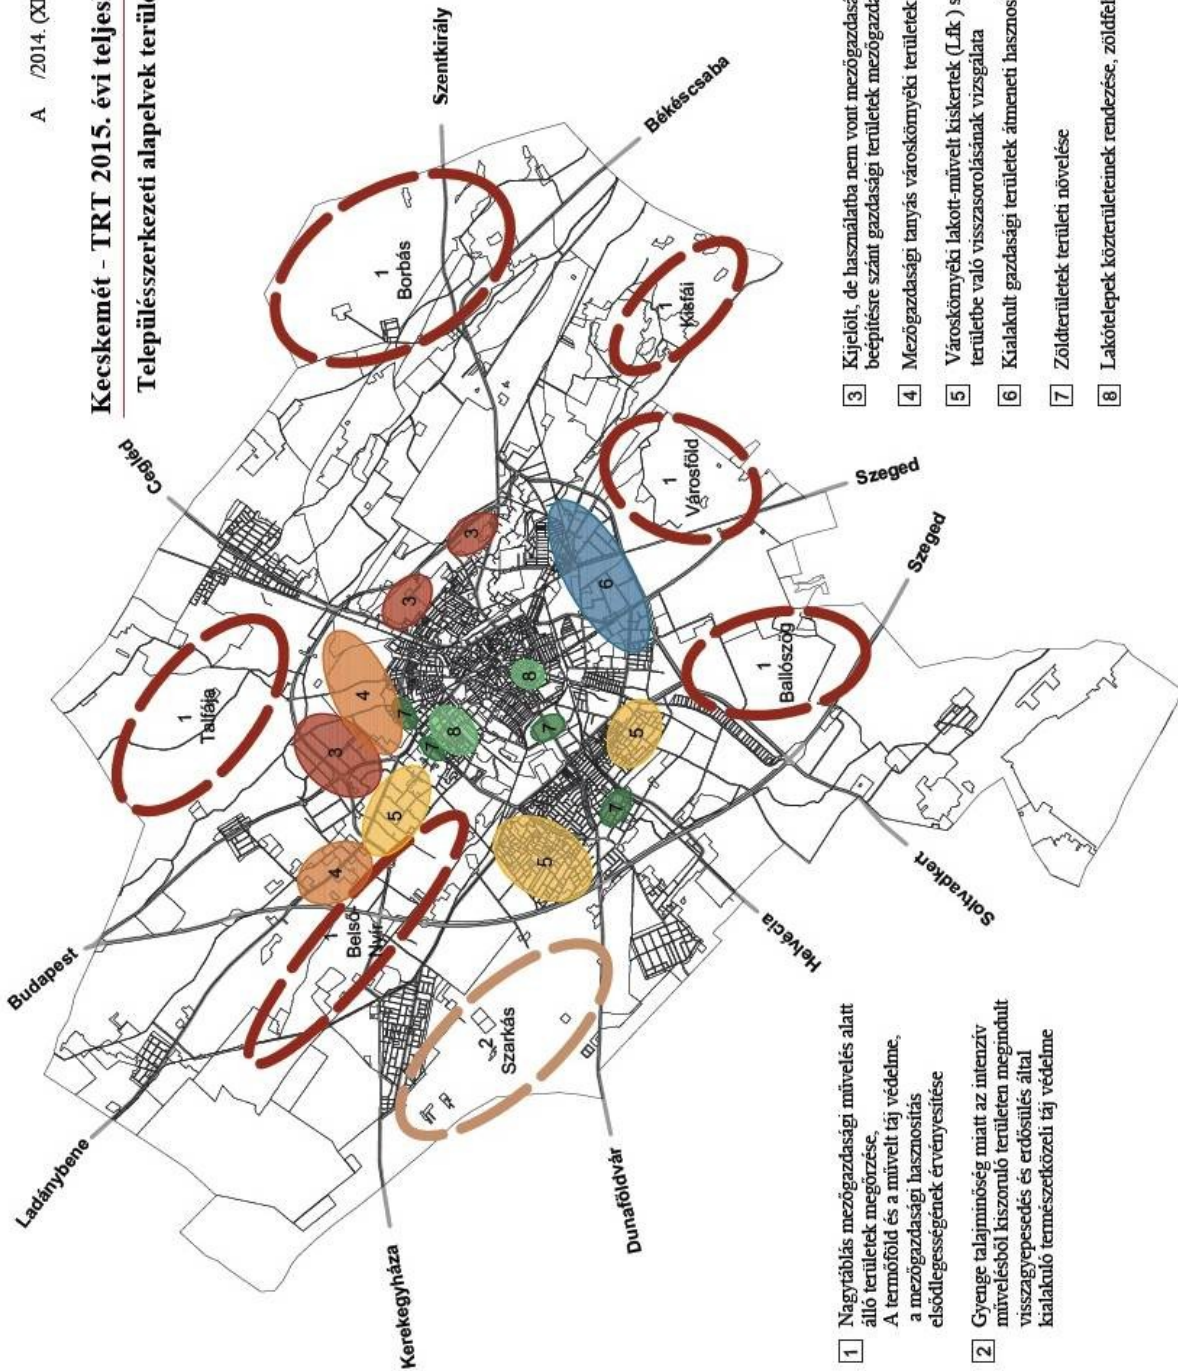 A /2014. (XI
Kecskemét - TRT 2015. évi teljes
Településszerkezeti alapelvek terül
Szentkirály
Békéscsaba
Cegléd
Budapest
Ladánybene
Kerekegyháza
Dunaföldvár
Helvécia
Soltvadkert
Szeged
Szeged
1
Borbás
1
Kisfái
1
Városföld
1
Ballószög
1
Talfája
1
Belső
Nyír
2
Szarkás
3
3
3
4
4
5
5
5
6
7
7
7
7
8
8
1 Nagytáblás mezőgazdasági művelés alatt
álló területek megőrzése,
A termőföld és a művelt táj védelme,
a mezőgazdasági hasznosítás
elsődlegességének érvényesítése
2 Gyenge talajminőség miatt az intenzív
művelésből kiszoruló területen megindult
visszagyepesedés és erdősülés által
kialakuló természetközeli táj védelme
3 Kijelölt, de használatba nem vont mezőgazdasá
beépítésre szánt gazdasági területek mezőgazda
4 Mezőgazdasági tanyás városkörnyéki területek
5 Városkörnyéki lakott-művelt kiskertek (Lfk ) s
területbe való visszasorolásának vizsgálata
6 Kialakult gazdasági területek átmeneti hasznos
7 Zöldterületek területi növelése
8 Lakótelepek közterületeinek rendezése, zöldfel